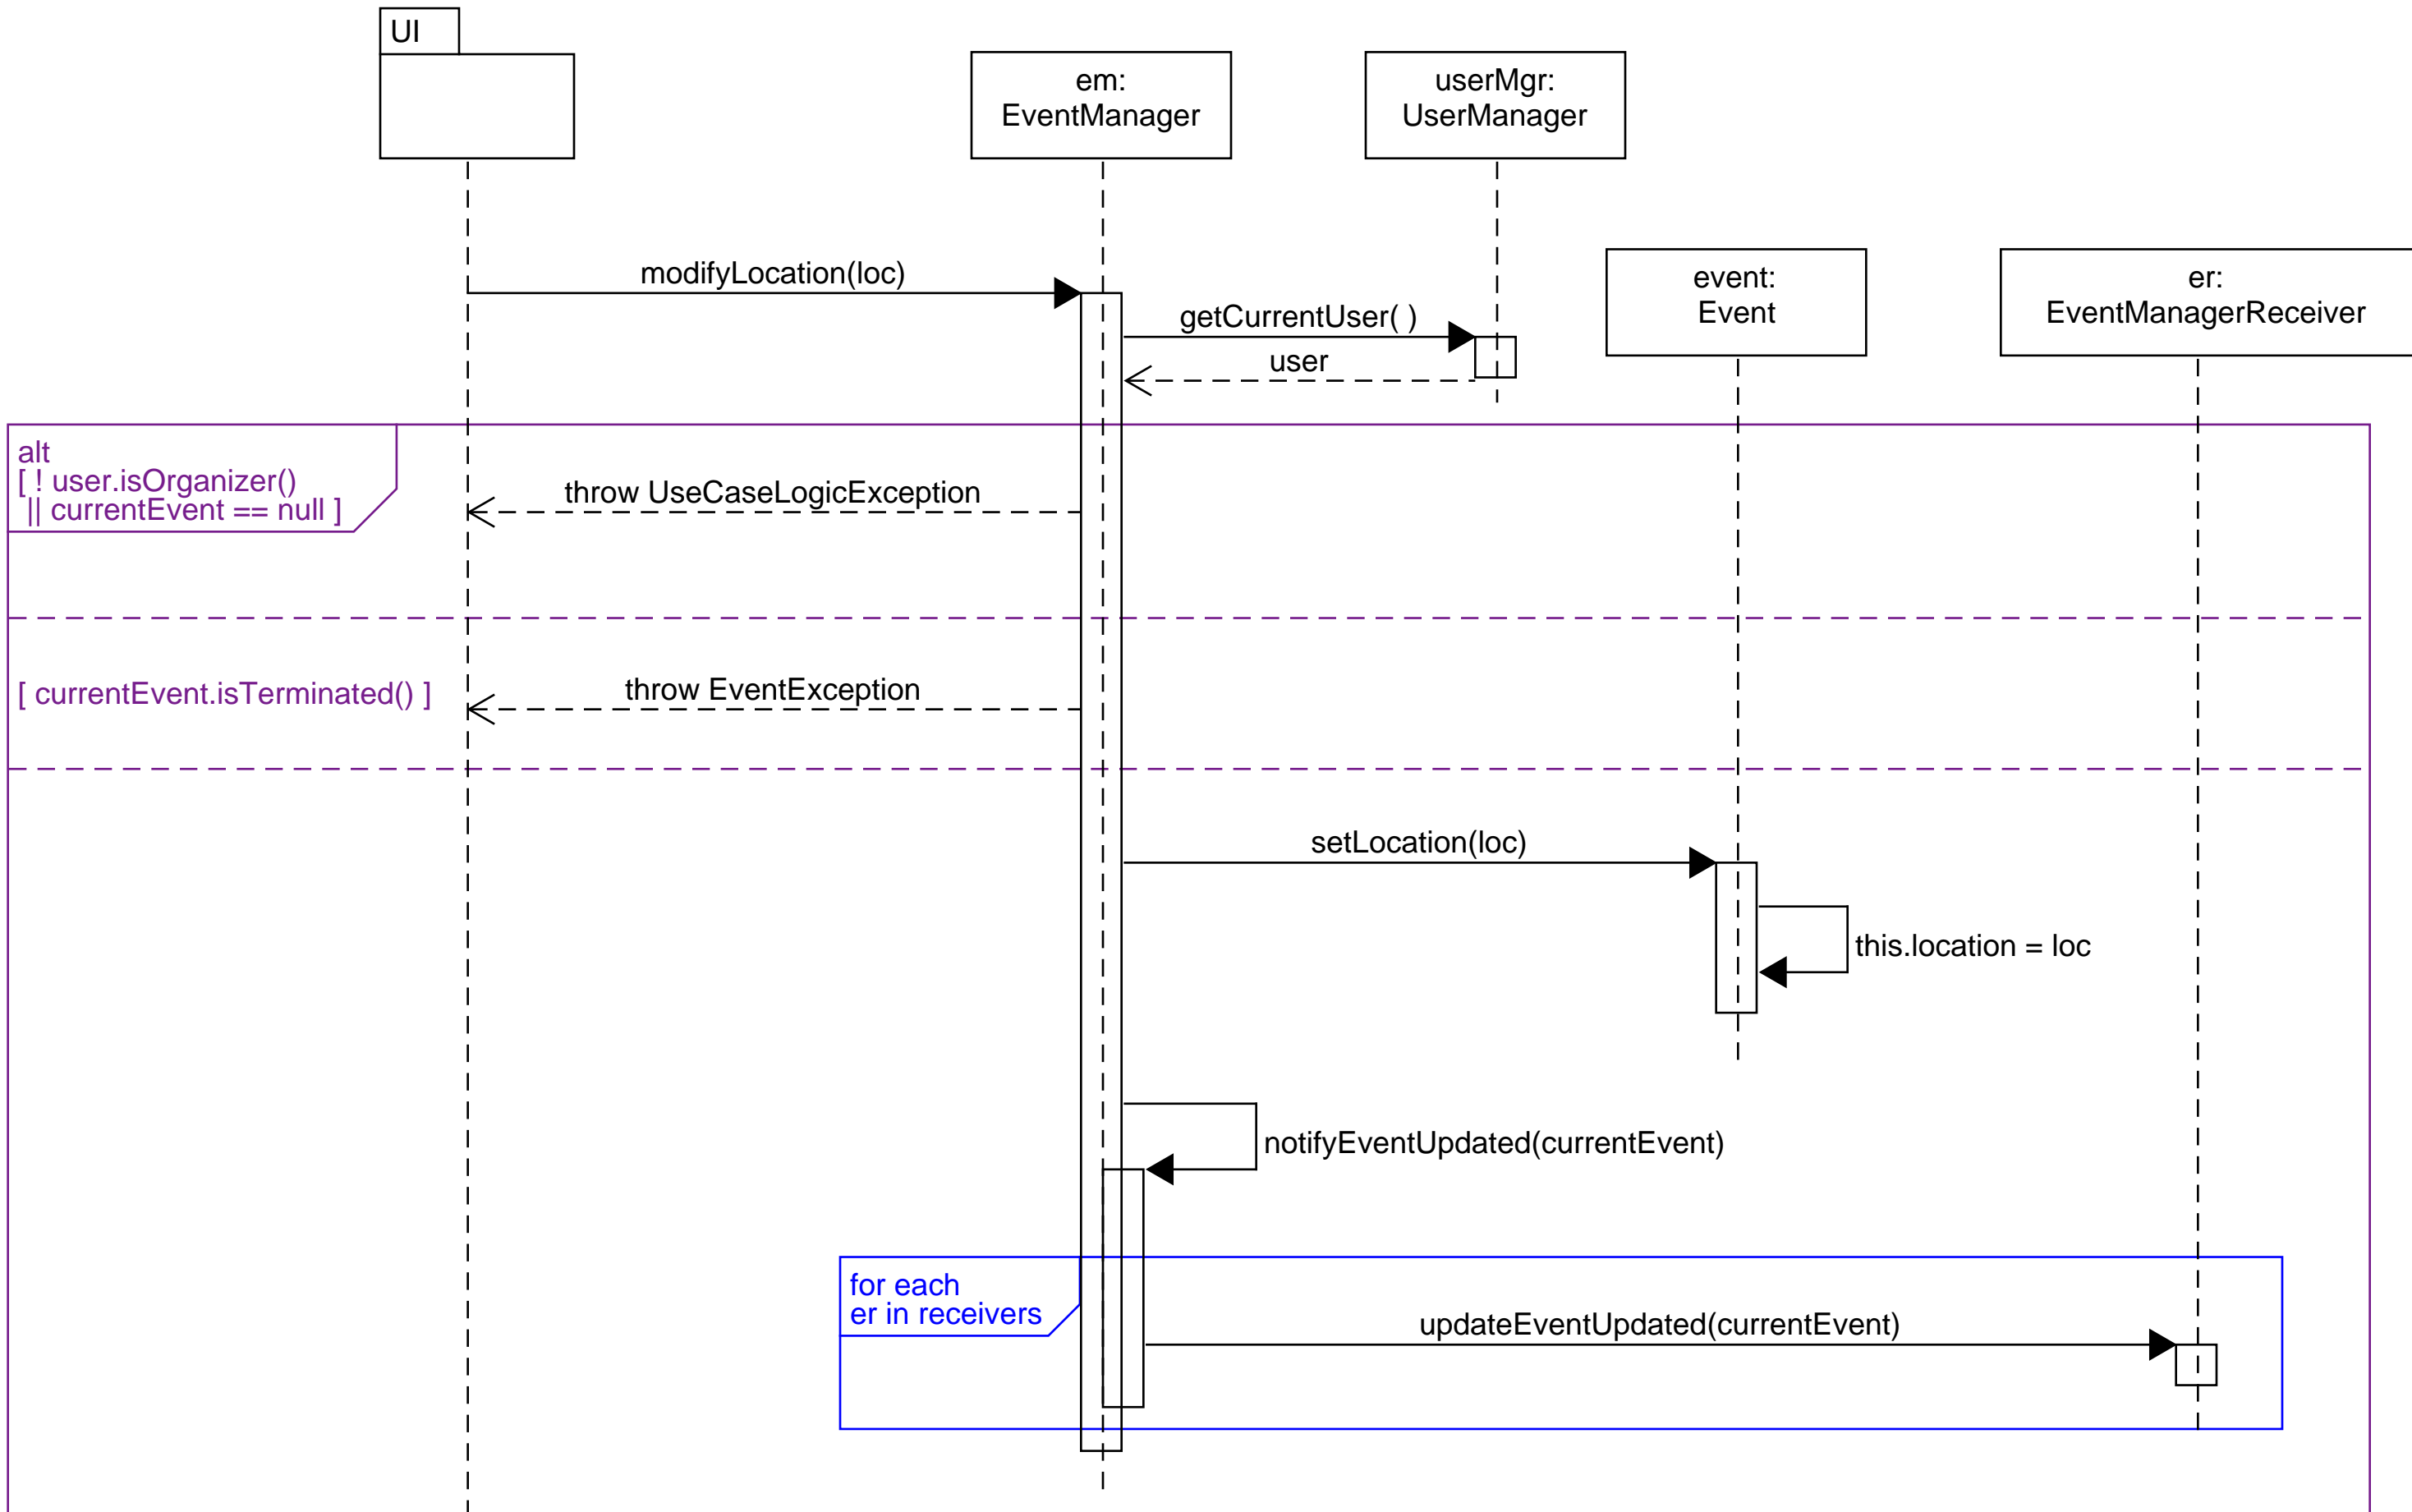 UI
em:
EventManager
userMgr:
UserManager
event:
Event
er:
EventManagerReceiver
modifyLocation(loc)
getCurrentUser( )
user
alt
[ ! user.isOrganizer()
|| currentEvent == null ]
throw UseCaseLogicException
[ currentEvent.isTerminated() ]
throw EventException
setLocation(loc)
this.location = loc
notifyEventUpdated(currentEvent)
for each
er in receivers
updateEventUpdated(currentEvent)